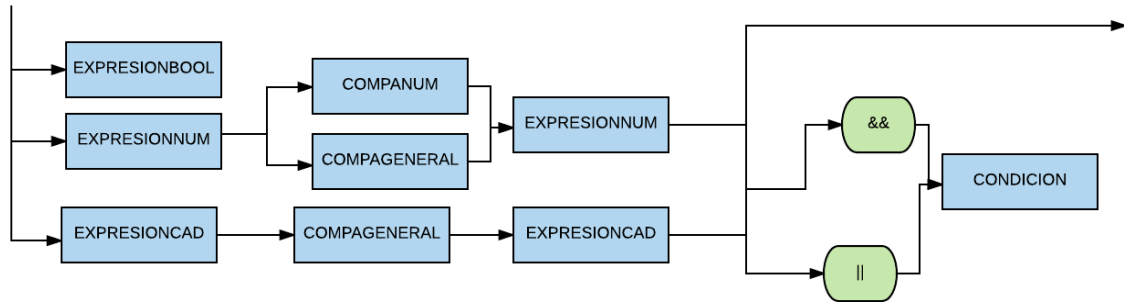 EXPRESIONBOOL
COMPANUM
EXPRESIONNUM
EXPRESIONNUM
&&
COMPAGENERAL
CONDICION
EXPRESIONCAD
COMPAGENERAL
EXPRESIONCAD
||